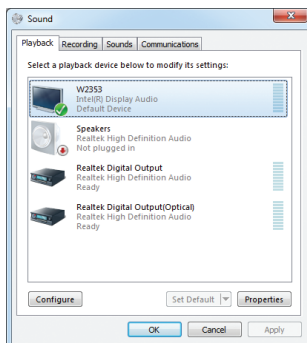 Sound
Playback
Recording
Sounds
Communications
Select a playback device below to modify its settings:
W2353
Intel(R) Display Audio
Default Device
Speakers
Realtek High Definition Audio
Not plugged in
Realtek Digital Output
Realtek High Definition Audio
Ready
Realtek Digital Output(Optical)
Realtek High Definition Audio
Ready
Configure
Set Default
Properties
OK
Cancel
Apply